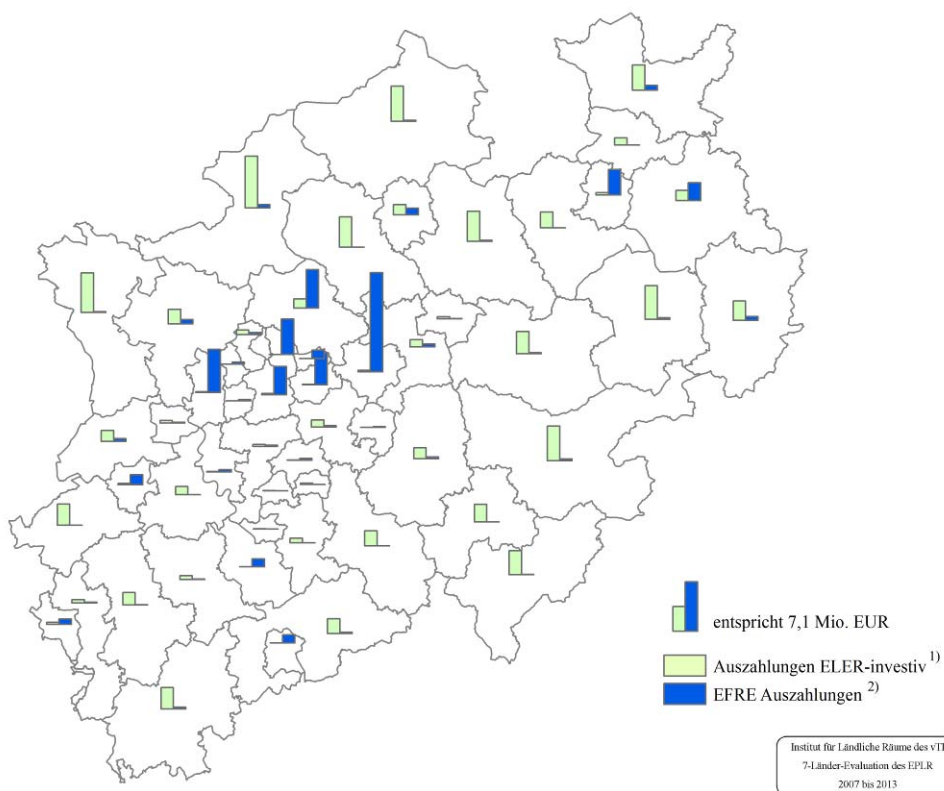 entspricht 7,1 Mio. EUR
Auszahlungen ELER-investiv 1)
EFRE Auszahlungen 2)
Institut für Ländliche Räume des vTI
7-Länder-Evaluation des EPLR
2007 bis 2013